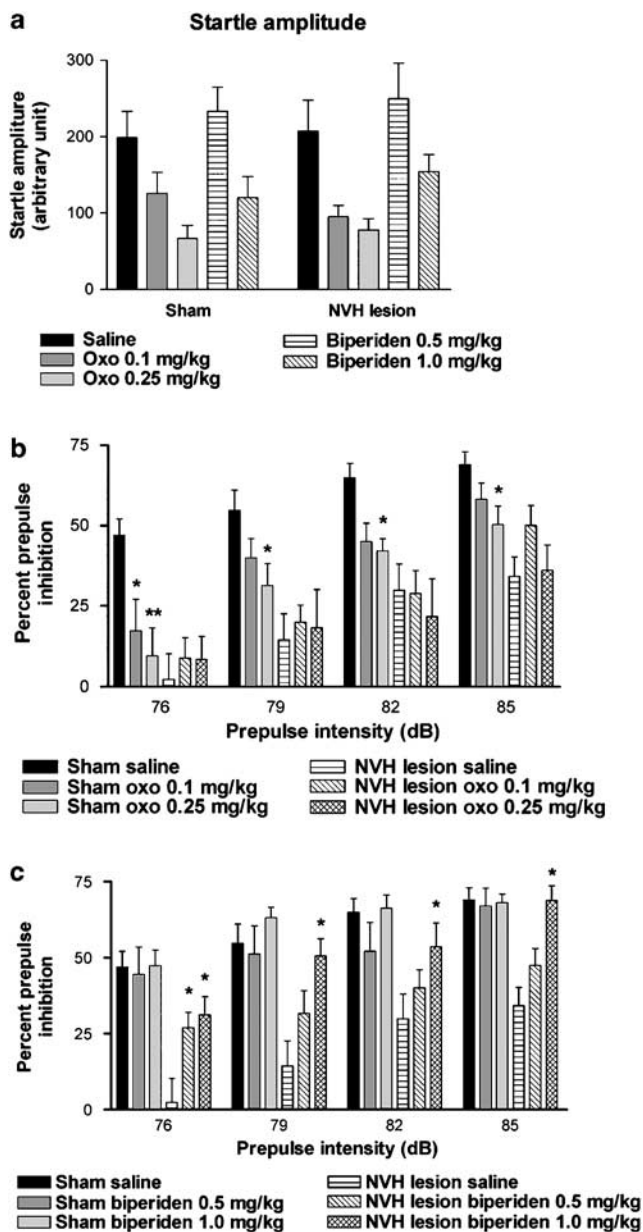 a
Startle amplitude
Startle amplituture
(arbitrary unit)
300
200
100
0
Sham NVH lesion
Saline Biperiden 0.5 mg/kg
Oxo 0.1 mg/kg Biperiden 1.0 mg/kg
Oxo 0.25 mg/kg
b
Percent prepulse
inhibition
75
50
25
0
* ** * * *
76 79 82 85
Prepulse intensity (dB)
Sham saline NVH lesion saline
Sham oxo 0.1 mg/kg NVH lesion oxo 0.1 mg/kg
Sham oxo 0.25 mg/kg NVH lesion oxo 0.25 mg/kg
c
Percent prepulse
inhibition
75
50
25
0
* * * * *
76 79 82 85
Prepulse intensity (dB)
Sham saline NVH lesion saline
Sham biperiden 0.5 mg/kg NVH lesion biperiden 0.5 mg/kg
Sham biperiden 1.0 mg/kg NVH lesion biperiden 1.0 mg/kg